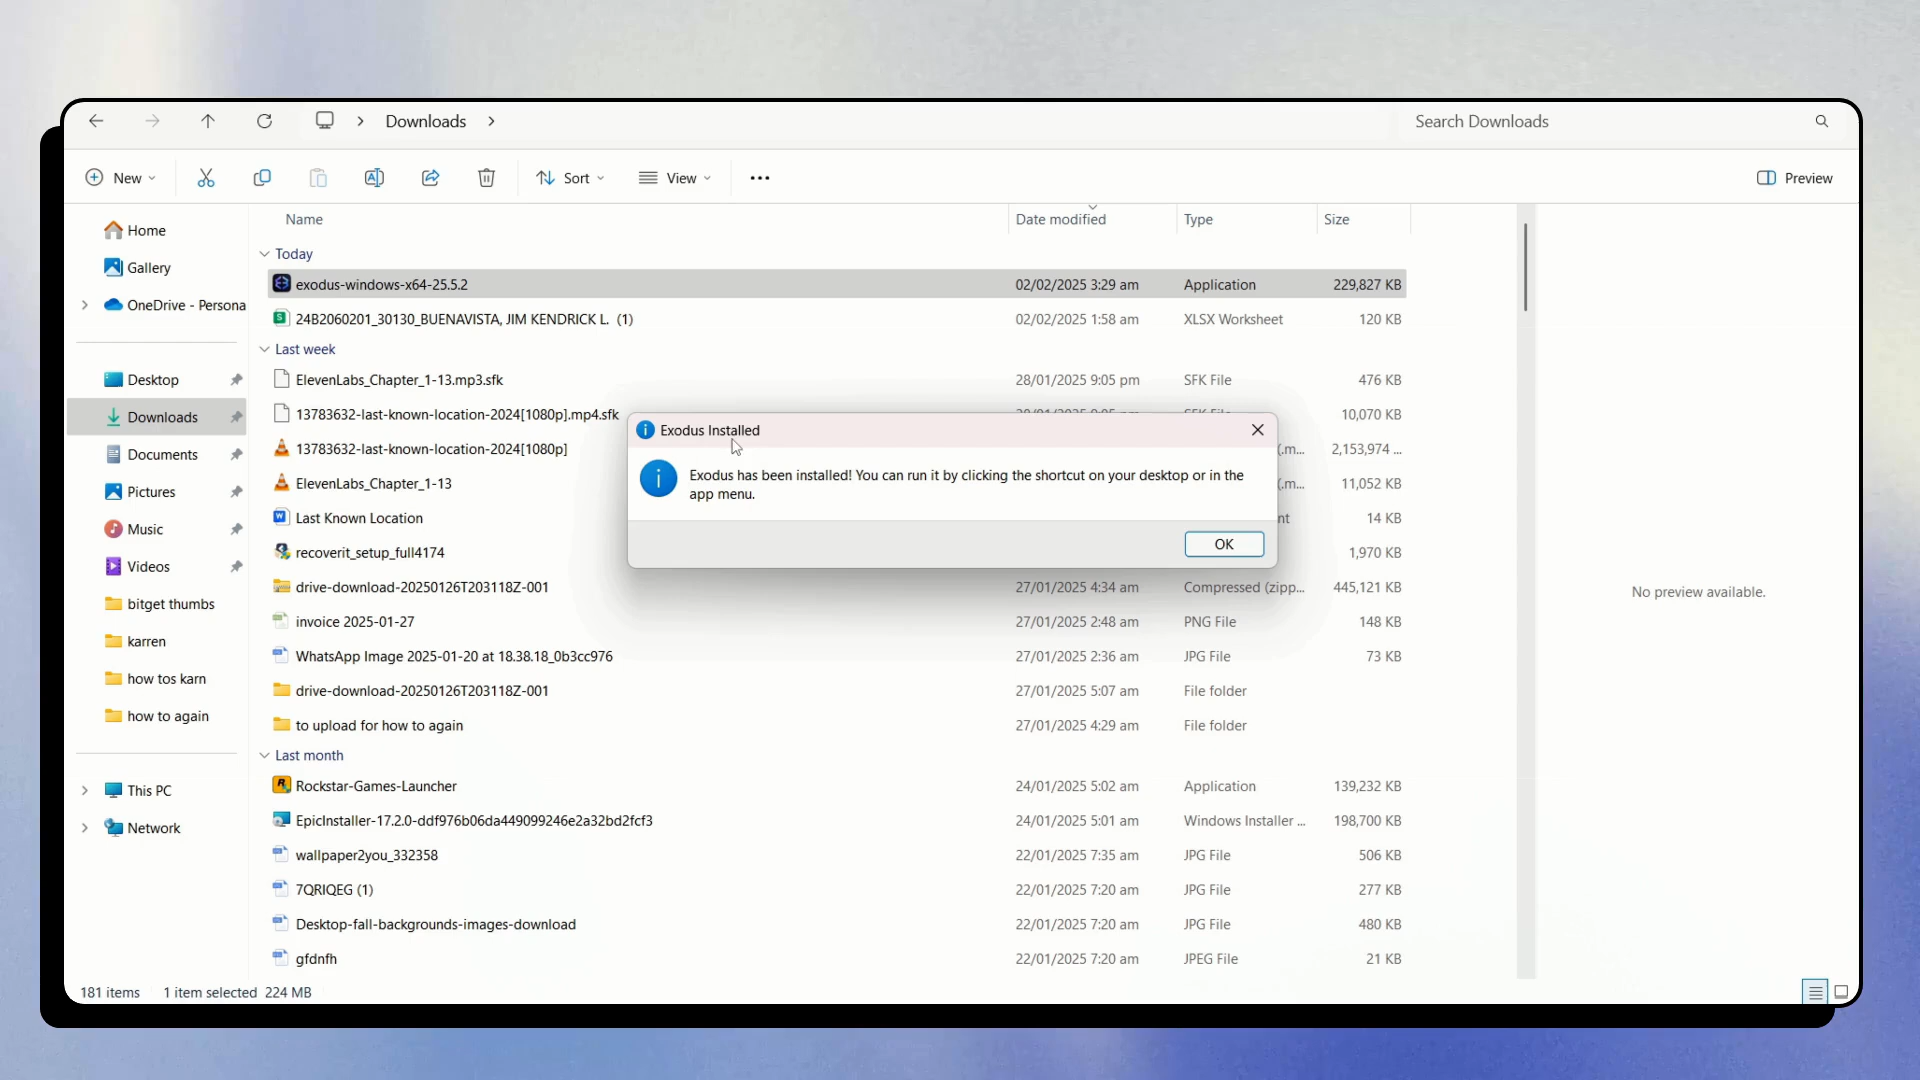 Downloads
Search Downloads
New
Sort
View
Preview
Name
Date modified
Type
Size
Home
Gallery
OneDrive - Persona
Desktop
Downloads
Documents
Pictures
Music
Videos
bitget thumbs
karren
how tos karn
how to again
This PC
Network
Today
exodus-windows-x64-25.5.2 02/02/2025 3:29 am Application 229,827 KB
24B2060201_30130_BUENAVISTA, JIM KENDRICK L. (1) 02/02/2025 1:58 am XLSX Worksheet 120 KB
Last week
ElevenLabs_Chapter_1-13.mp3.sfk 28/01/2025 9:05 pm SFK File 476 KB
13783632-last-known-location-2024[1080p].mp4.sfk 10,070 KB
13783632-last-known-location-2024[1080p] (.m... 2,153,974 ...
ElevenLabs_Chapter_1-13 (.m... 11,052 KB
Last Known Location nt 14 KB
recoverit_setup_full4174 1,970 KB
drive-download-20250126T203118Z-001 27/01/2025 4:34 am Compressed (zipp... 445,121 KB
invoice 2025-01-27 27/01/2025 2:48 am PNG File 148 KB
WhatsApp Image 2025-01-20 at 18.38.18_0b3cc976 27/01/2025 2:36 am JPG File 73 KB
drive-download-20250126T203118Z-001 27/01/2025 5:07 am File folder
to upload for how to again 27/01/2025 4:29 am File folder
Last month
Rockstar-Games-Launcher 24/01/2025 5:02 am Application 139,232 KB
EpicInstaller-17.2.0-ddf976b06da449099246e2a32bd2fcf3 24/01/2025 5:01 am Windows Installer ... 198,700 KB
wallpaper2you_332358 22/01/2025 7:35 am JPG File 506 KB
7QRIQEG (1) 22/01/2025 7:20 am JPG File 277 KB
Desktop-fall-backgrounds-images-download 22/01/2025 7:20 am JPG File 480 KB
gfdnfh 22/01/2025 7:20 am JPEG File 21 KB
Exodus Installed
Exodus has been installed! You can run it by clicking the shortcut on your desktop or in the
app menu.
OK
No preview available.
181 items 1 item selected 224 MB